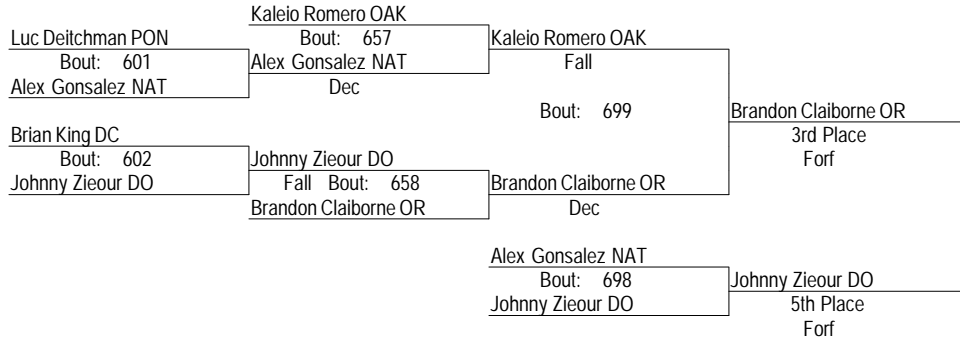 Kaleio Romero OAK
Luc Deitchman PON
Bout: 657
Kaleio Romero OAK
Bout: 601
Alex Gonsalez NAT
Fall
Alex Gonsalez NAT
Dec
Bout: 699
Brandon Claiborne OR
Brian King DC
3rd Place
Bout: 602
Johnny Zieour DO
Forf
Johnny Zieour DO
Fall Bout: 658
Brandon Claiborne OR
Brandon Claiborne OR
Dec
Alex Gonsalez NAT
Bout: 698
Johnny Zieour DO
Johnny Zieour DO
5th Place
Forf